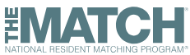 THE MATCH
NATIONAL RESIDENT MATCHING PROGRAM®